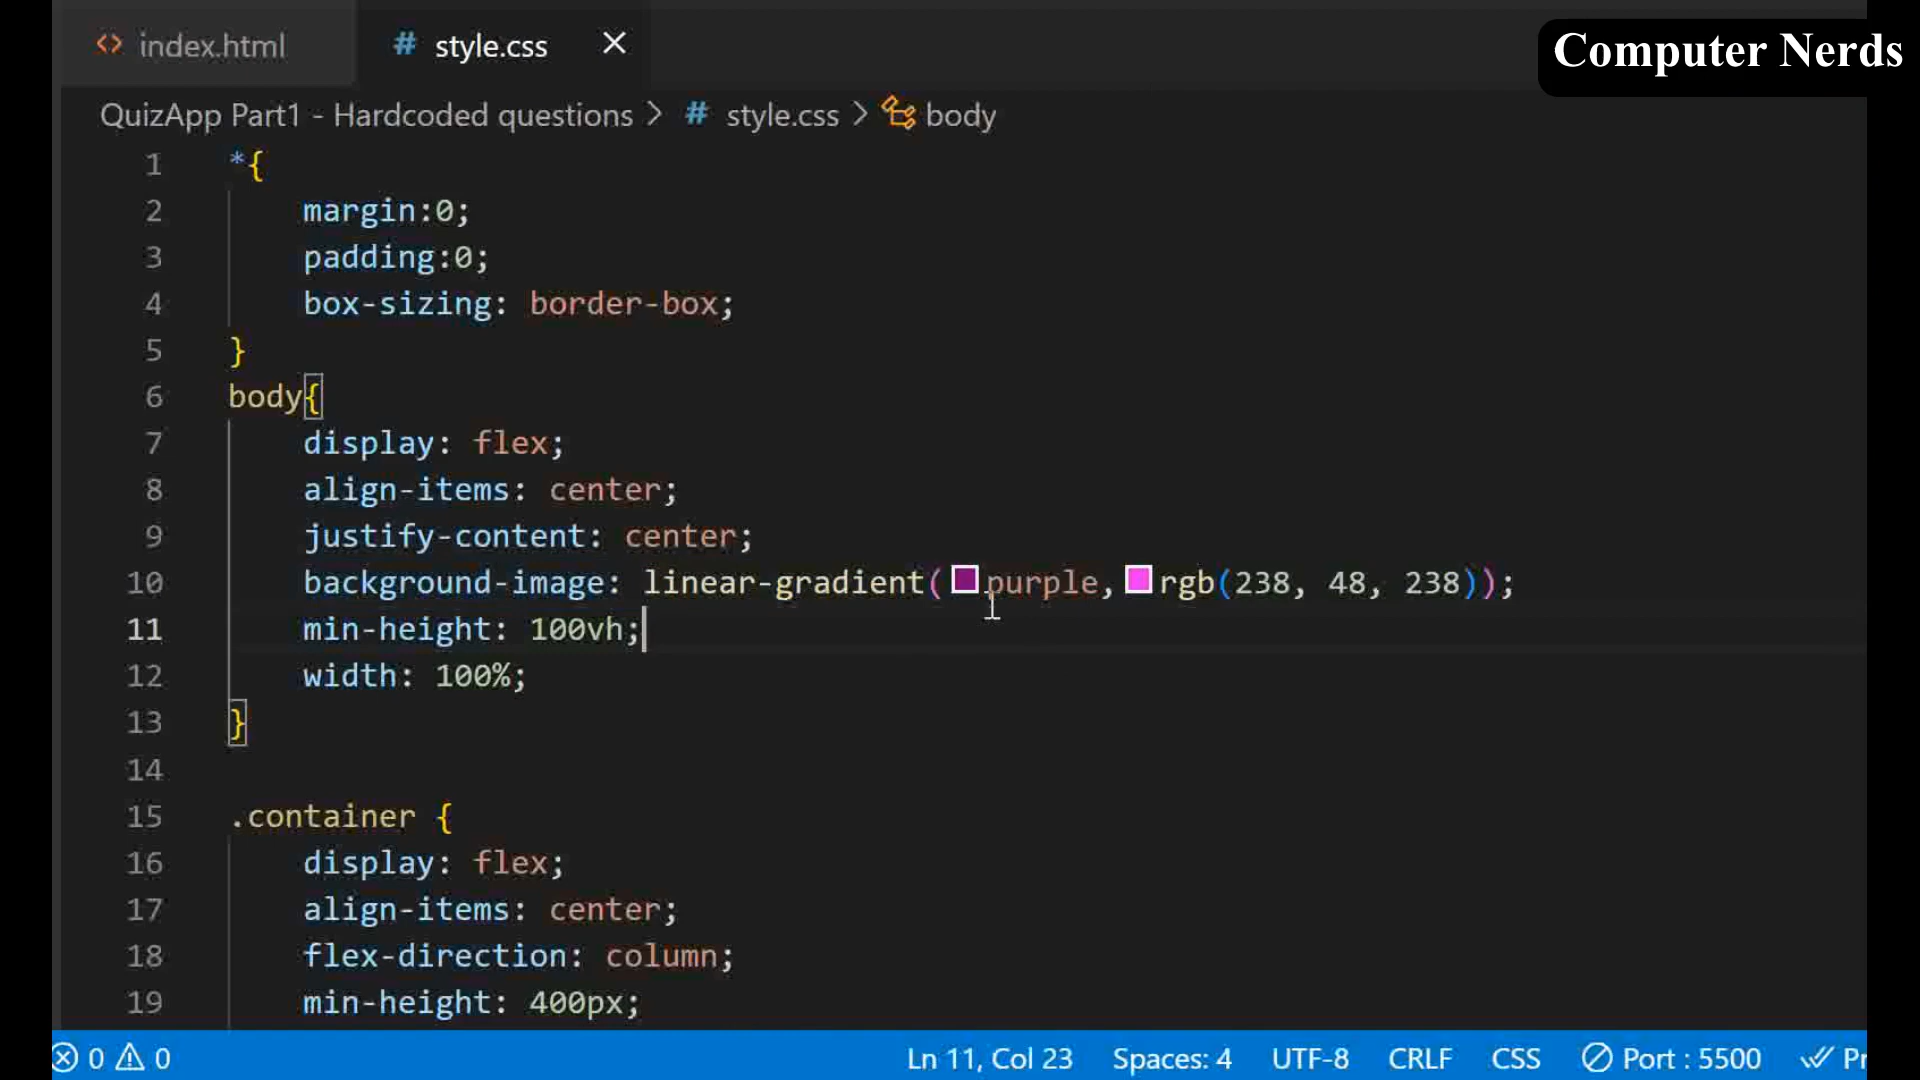 index.html
style.css
Computer Nerds
QuizApp Part1 - Hardcoded questions > # style.css > body
1 *{
2 margin:0;
3 padding:0;
4 box-sizing: border-box;
5 }
6 body{
7 display: flex;
8 align-items: center;
9 justify-content: center;
10 background-image: linear-gradient(purple,rgb(238, 48, 238));
11 min-height: 100vh;
12 width: 100%;
13 }
14
15 .container {
16 display: flex;
17 align-items: center;
18 flex-direction: column;
19 min-height: 400px;
0 0 Ln 11, Col 23 Spaces: 4 UTF-8 CRLF CSS Port : 5500